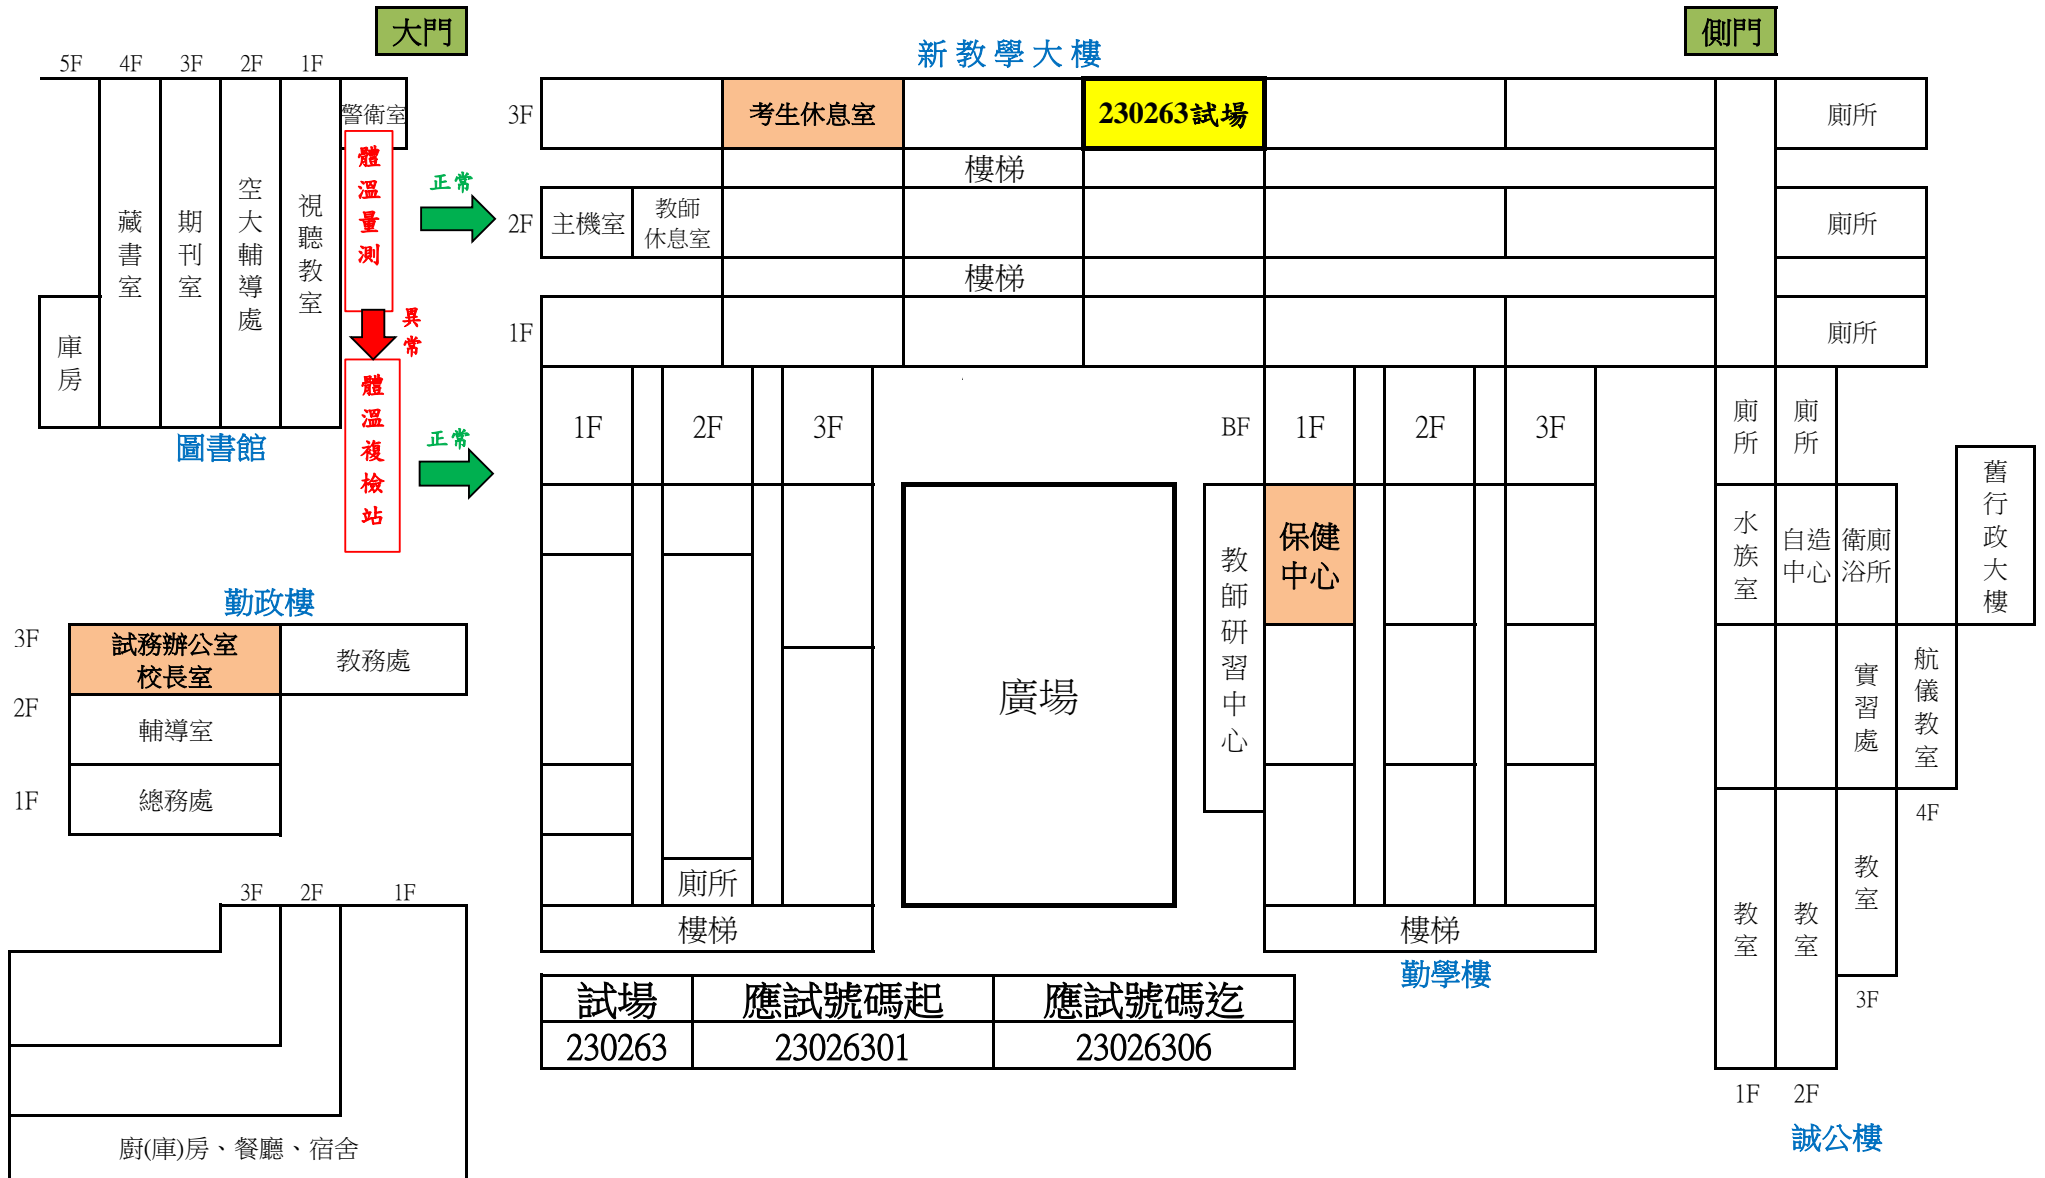 大門
側門
新教學大樓
5F
4F
3F
2F
1F
警衛室
藏書室
期刊室
空大輔導處
視聽教室
庫房
圖書館
體溫量測
正常
異常
體溫複檢站
正常
3F
考生休息室
230263試場
廁所
樓梯
2F
主機室
教師
休息室
廁所
樓梯
1F
廁所
1F
2F
3F
BF
1F
2F
3F
廁所
廁所
廣場
教師研習中心
保健
中心
水族室
自造
中心
衛廁
浴所
舊行政大樓
實習處
航儀教室
4F
教室
教室
教室
3F
1F
2F
誠公樓
廁所
樓梯
樓梯
勤學樓
勤政樓
3F
試務辦公室
校長室
教務處
2F
輔導室
1F
總務處
3F
2F
1F
廚(庫)房、餐廳、宿舍
試場
應試號碼起
應試號碼迄
230263
23026301
23026306